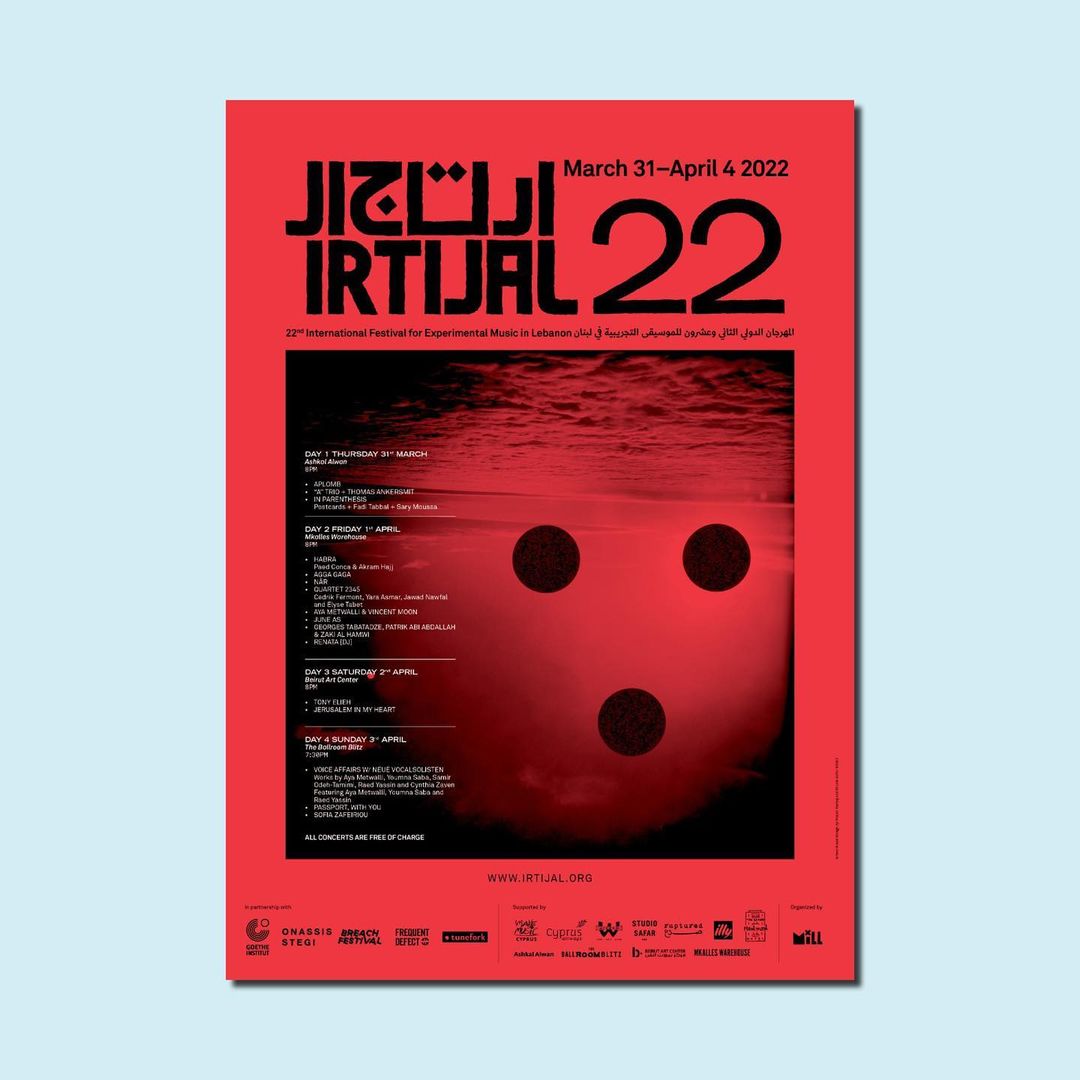 ارتجال
March 31–April 4 2022
IRTIJAL 22
22nd International Festival for Experimental Music in Lebanon المهرجان الدولي الثاني وعشرون للموسيقى التجريبية في لبنان
DAY 1 THURSDAY 31st MARCH
Ashkal Alwan
8PM
• APLOMB
• "A" TRIO + THOMAS ANKERSMIT
• IN PARENTHESIS
Postcards + Fadi Tabbal + Sary Moussa
DAY 2 FRIDAY 1st APRIL
Mkalles Warehouse
8PM
• HABRA
Paed Conca & Akram Hajj
• AGGA GAGA
• NÂR
• QUARTET 2345
Cedrik Fermont, Yara Asmar, Jawad Nawfal
and Elyse Tabet
• AYA METWALLI & VINCENT MOON
• JUNE AS
• GEORGES TABATADZE, PATRIK ABI ABDALLAH
& ZAKI AL HAMWI
• RENATA [DJ]
DAY 3 SATURDAY 2nd APRIL
Beirut Art Center
8PM
• TONY ELIEH
• JERUSALEM IN MY HEART
DAY 4 SUNDAY 3rd APRIL
The Ballroom Blitz
7:30PM
• VOICE AFFAIRS W/ NEUE VOCALSOLISTEN
Works by Aya Metwalli, Youmna Saba, Samir
Odeh-Tamimi, Raed Yassin and Cynthia Zaven
Featuring Aya Metwalli, Youmna Saba and
Raed Yassin
• PASSPORT, WITH YOU
• SOFIA ZAFEIRIOU
ALL CONCERTS ARE FREE OF CHARGE
WWW.IRTIJAL.ORG
In partnership with
GOETHE
INSTITUT
ONASSIS
STEGI
BREACH
FESTIVAL
FREQUENT
DEFECT
tunefork
Supported by
CYPRUS
Cyprus
airways
STUDIO
SAFAR
ruptured
illy
Ashkal Alwan
THE
BALLROOM BLITZ
BEIRUT ART CENTER
MKALLES WAREHOUSE
Organized by
MILL